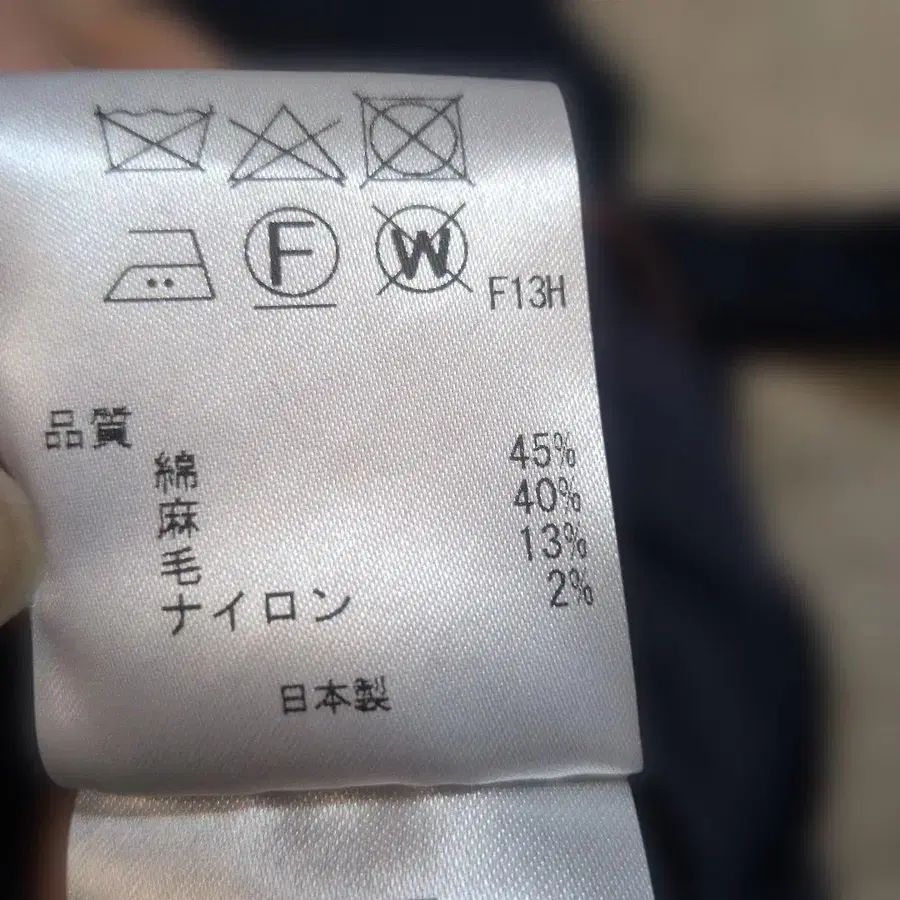 F W F13H
品質
綿 45%
麻 40%
毛 13%
ナイロン 2%
日本製